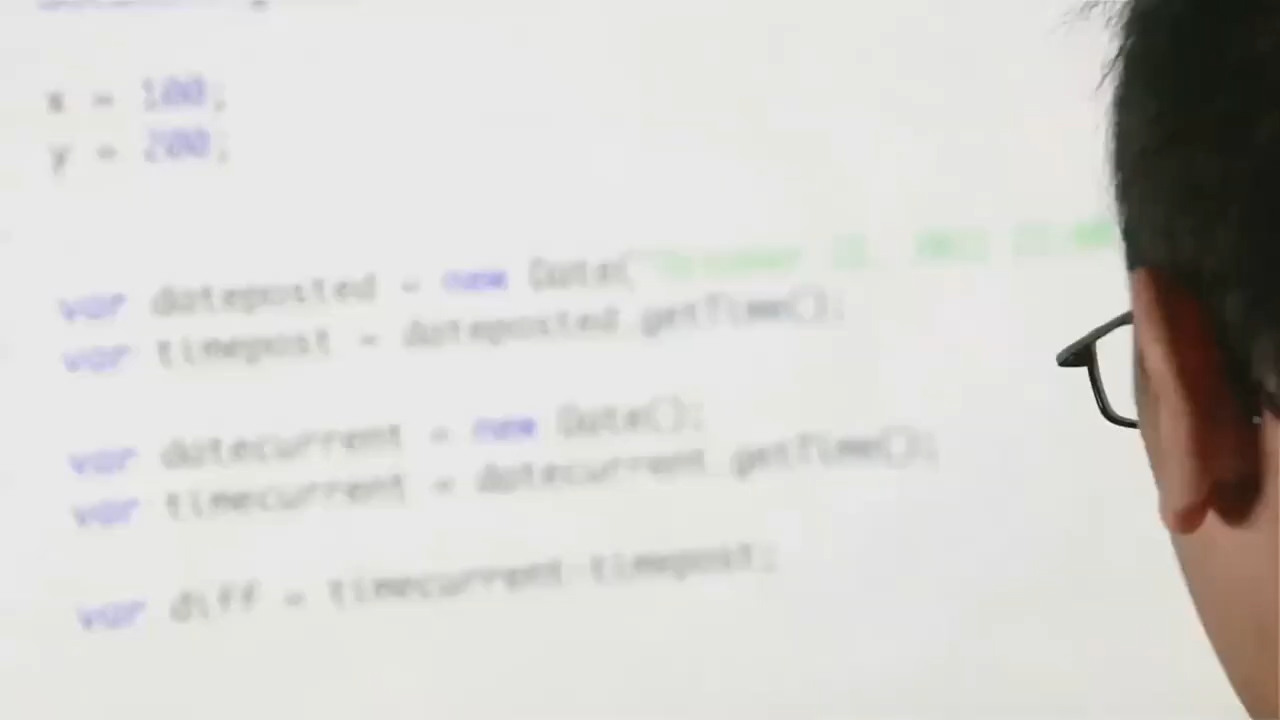 x = 100;
y = 200;
var dateposted = new Date("
var timepost = dateposted.getTime();
var datecurrent = new Date();
var timecurrent = datecurrent.getTime();
var diff = timecurrent-timepost;